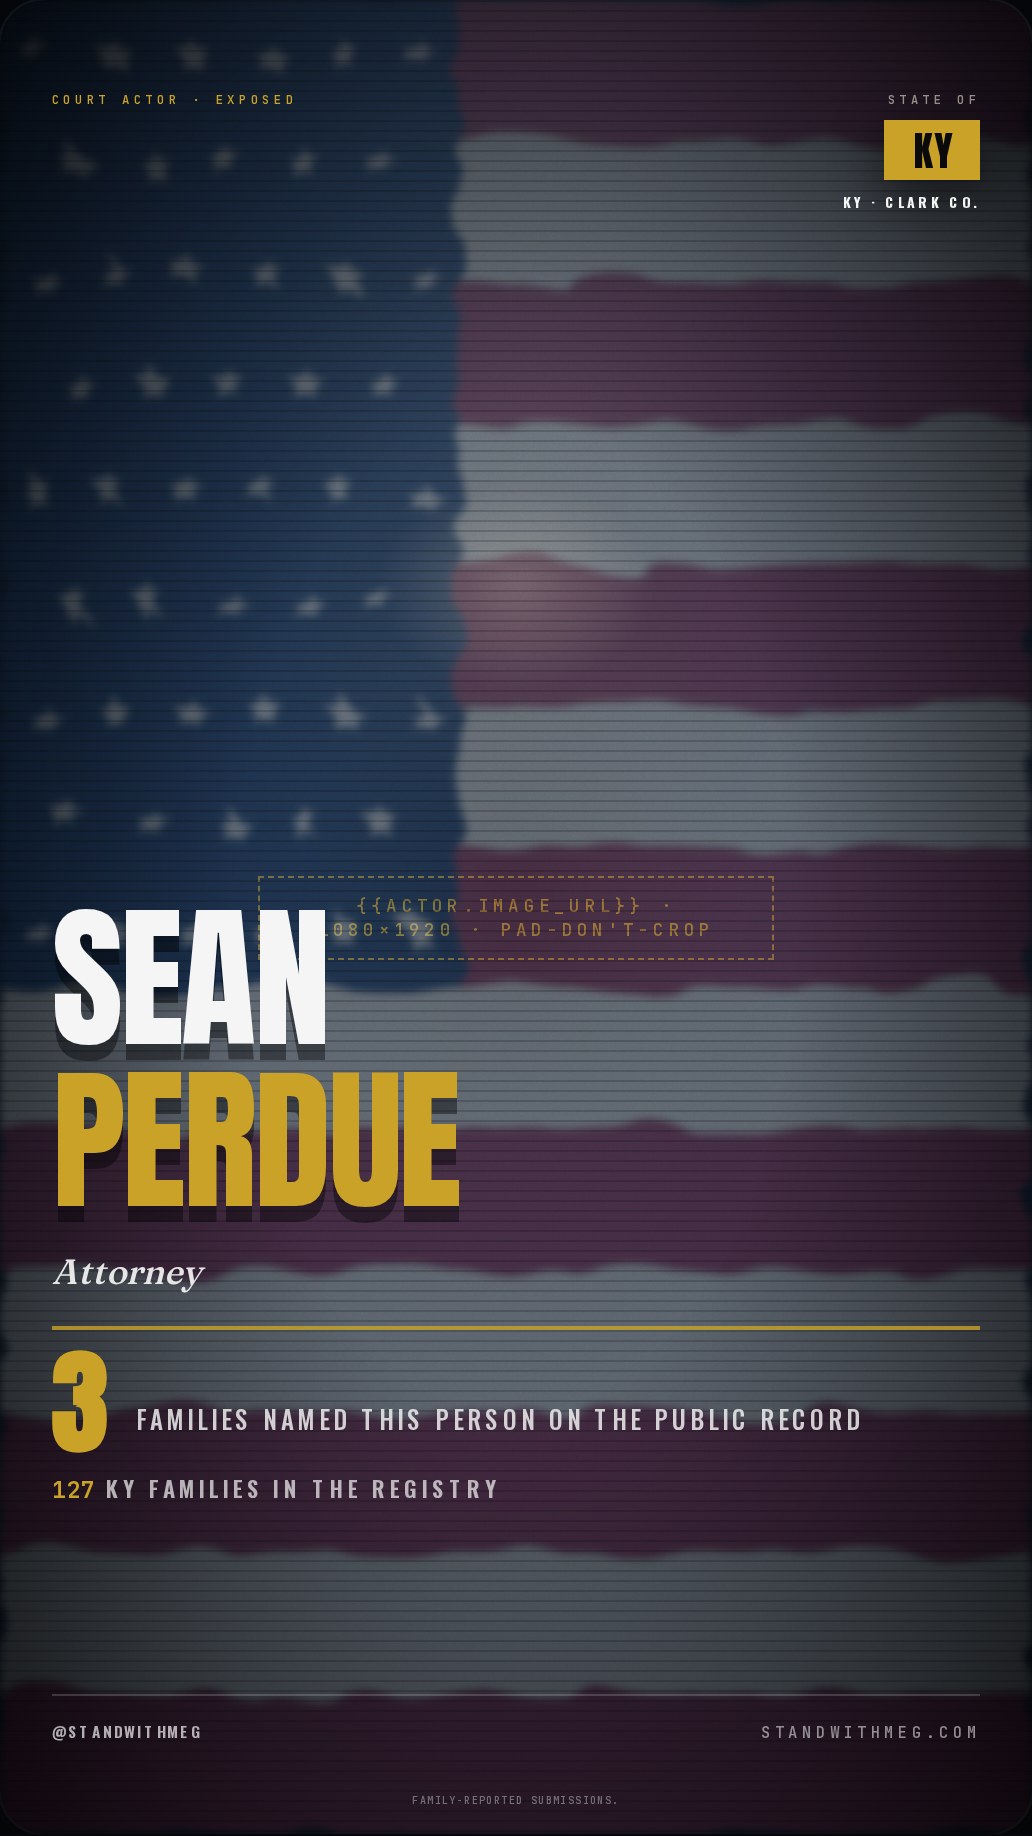 COURT ACTOR · EXPOSED
STATE OF
KY
KY · CLARK CO.
{{ACTOR.IMAGE_URL}} ·
1080×1920 · PAD-DON'T-CROP
SEAN
PERDUE
Attorney
3 FAMILIES NAMED THIS PERSON ON THE PUBLIC RECORD
127 KY FAMILIES IN THE REGISTRY
@STANDWITHMEG
STANDWITHMEG.COM
FAMILY-REPORTED SUBMISSIONS.